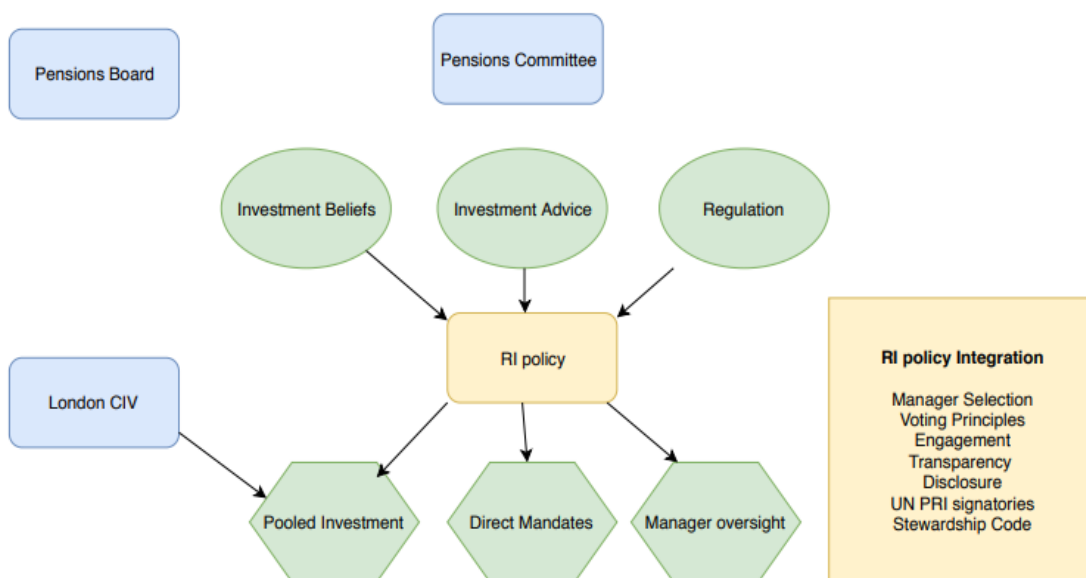 Pensions Board
Pensions Committee
Investment Beliefs
Investment Advice
Regulation
RI policy
London CIV
Pooled Investment
Direct Mandates
Manager oversight
RI policy Integration
Manager Selection
Voting Principles
Engagement
Transparency
Disclosure
UN PRI signatories
Stewardship Code